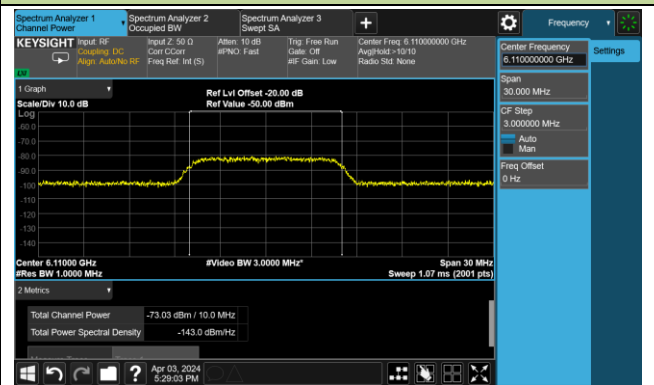 Spectrum Analyzer 1
Channel Power
Spectrum Analyzer 2
Occupied BW
Spectrum Analyzer 3
Swept SA
+
Frequency
KEYSIGHT
Input: RF
Coupling: DC
Align: Auto/No RF
Input Z: 50 Ω
Corr CCorr
Freq Ref: Int (S)
Atten: 10 dB
#PNO: Fast
Trig: Free Run
Gate: Off
#IF Gain: Low
Center Freq: 6.110000000 GHz
Avg|Hold:>10/10
Radio Std: None
Center Frequency
6.110000000 GHz
Settings
Span
30.000 MHz
CF Step
3.000000 MHz
Auto
Man
Freq Offset
0 Hz
1 Graph
Ref Lvl Offset -20.00 dB
Scale/Div 10.0 dB
Ref Value -50.00 dBm
Log
-60.0
-70.0
-80.0
-90.0
-100
-110
-120
-130
-140
Center 6.11000 GHz
#Video BW 3.0000 MHz*
Span 30 MHz
#Res BW 1.0000 MHz
Sweep 1.07 ms (2001 pts)
2 Metrics
Total Channel Power -73.03 dBm / 10.0 MHz
Total Power Spectral Density -143.0 dBm/Hz
?
Apr 03, 2024
5:29:03 PM